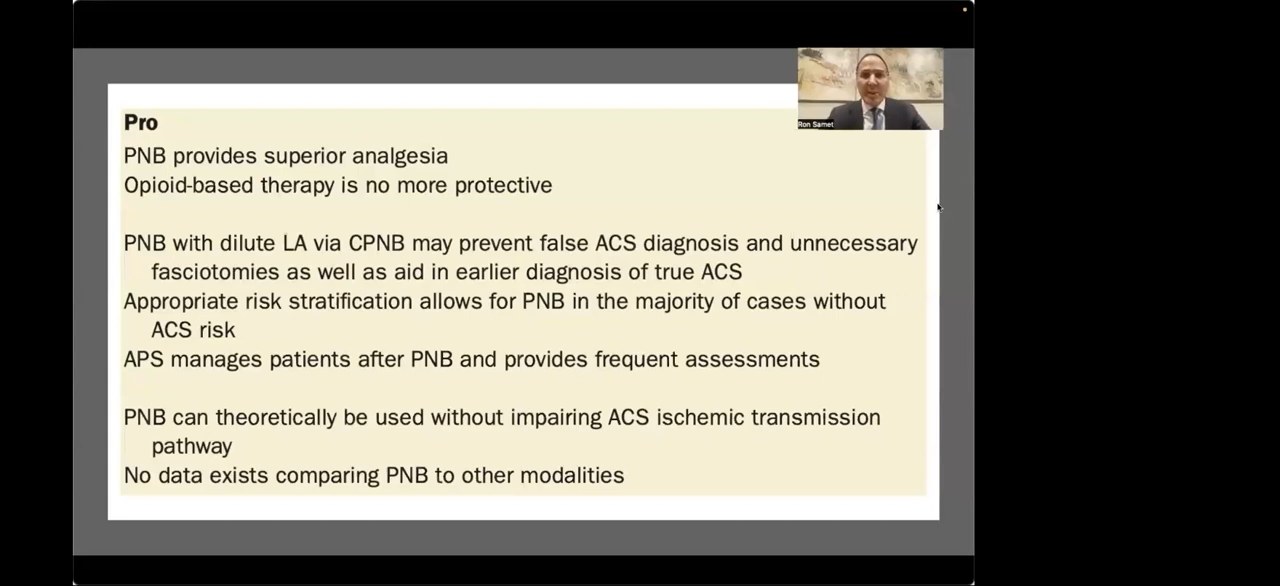 Pro
PNB provides superior analgesia
Opioid-based therapy is no more protective
PNB with dilute LA via CPNB may prevent false ACS diagnosis and unnecessary
fasciotomies as well as aid in earlier diagnosis of true ACS
Appropriate risk stratification allows for PNB in the majority of cases without
ACS risk
APS manages patients after PNB and provides frequent assessments
PNB can theoretically be used without impairing ACS ischemic transmission
pathway
No data exists comparing PNB to other modalities
Ron Samet